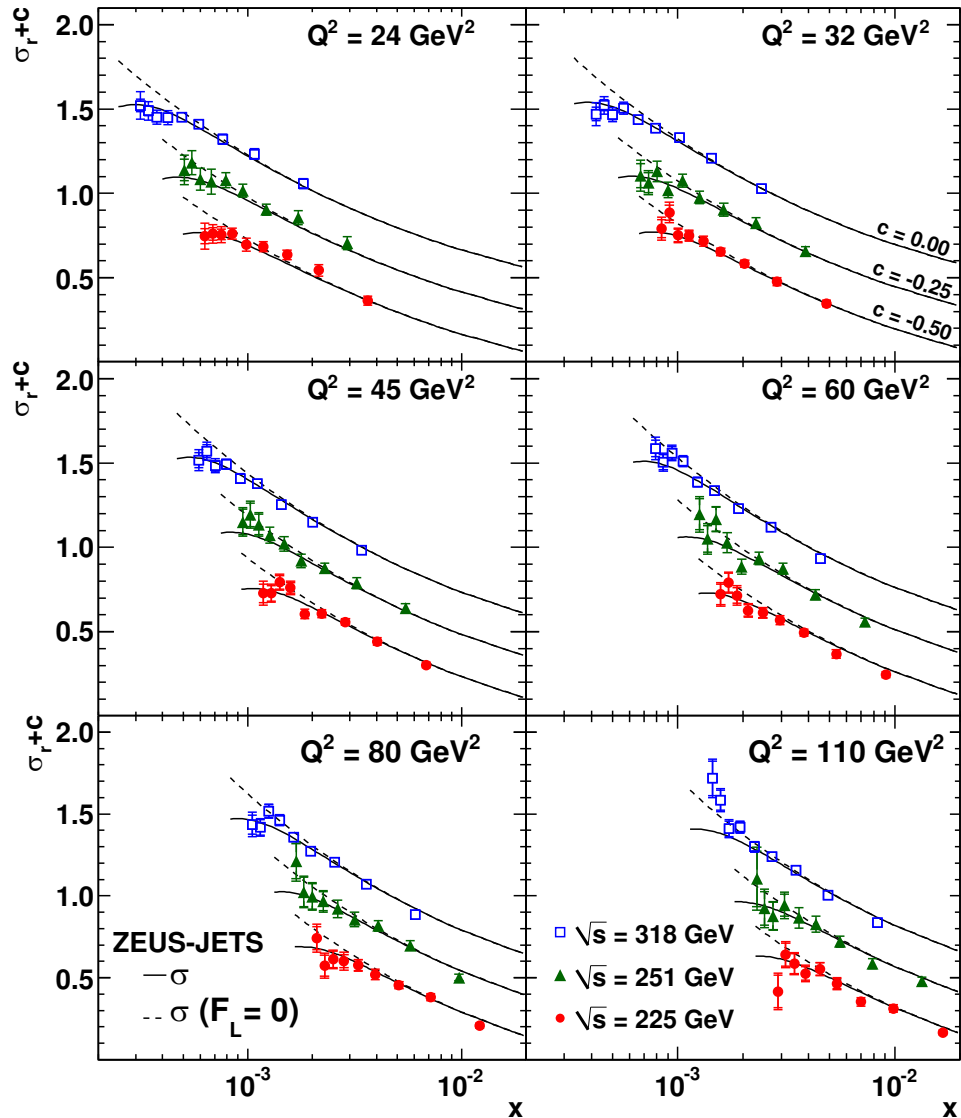 σr+c
2.0
1.5
1.0
0.5
Q² = 24 GeV²
Q² = 32 GeV²
c = 0.00
c = -0.25
c = -0.50
σr+c
2.0
1.5
1.0
0.5
Q² = 45 GeV²
Q² = 60 GeV²
σr+c
2.0
1.5
1.0
0.5
Q² = 80 GeV²
Q² = 110 GeV²
ZEUS-JETS
σ
σ (F_L = 0)
√s = 318 GeV
√s = 251 GeV
√s = 225 GeV
10⁻³ 10⁻² 10⁻³ 10⁻²
x x